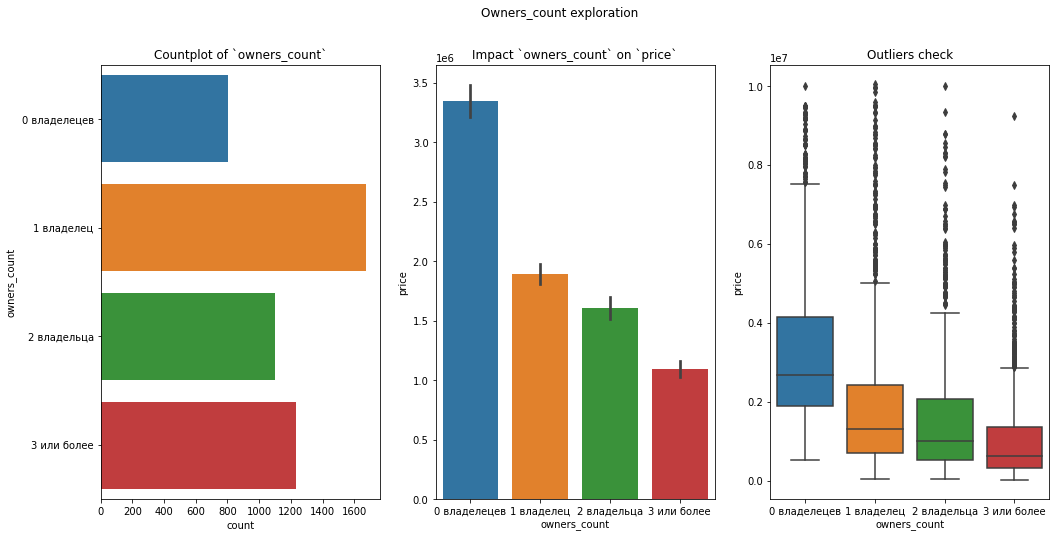 Owners_count exploration
Countplot of `owners_count`
0 владелецев
1 владелец
2 владельца
3 или более
owners_count
0 200 400 600 800 1000 1200 1400 1600
count
Impact `owners_count` on `price`
1e6
3.5
3.0
2.5
2.0
1.5
1.0
0.5
0.0
price
0 владелецев 1 владелец 2 владельца 3 или более
owners_count
Outliers check
1e7
1.0
0.8
0.6
0.4
0.2
0.0
price
0 владелецев 1 владелец 2 владельца 3 или более
owners_count